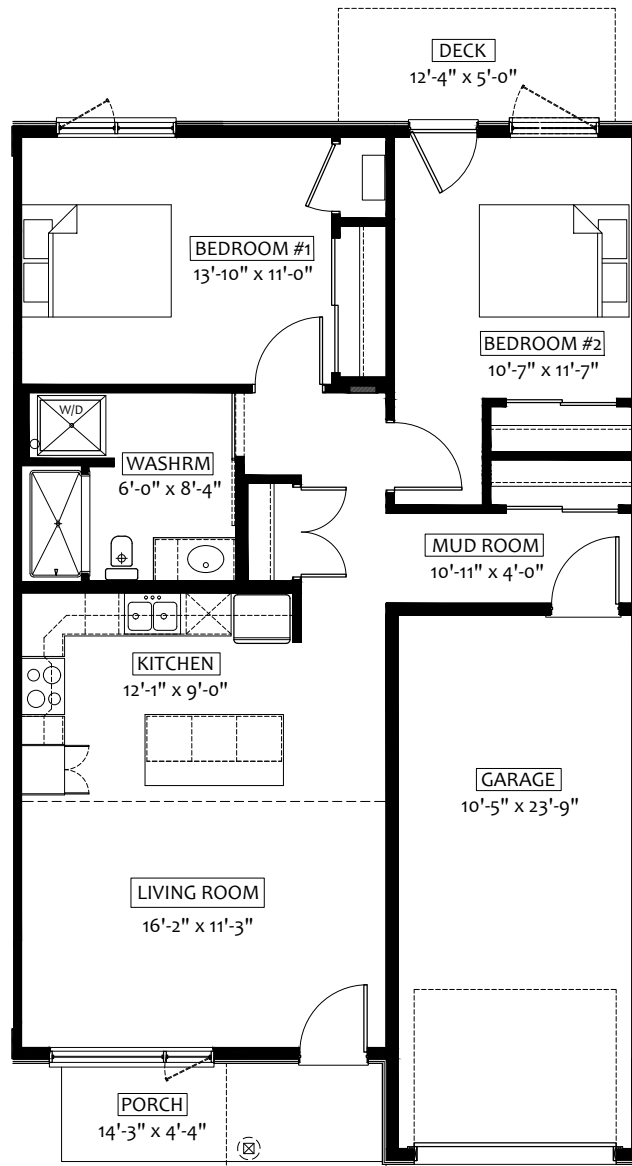 DECK
12'-4" x 5'-0"
BEDROOM #1
13'-10" x 11'-0"
BEDROOM #2
10'-7" x 11'-7"
W/D
WASHRM
6'-0" x 8'-4"
MUD ROOM
10'-11" x 4'-0"
KITCHEN
12'-1" x 9'-0"
GARAGE
10'-5" x 23'-9"
LIVING ROOM
16'-2" x 11'-3"
PORCH
14'-3" x 4'-4"